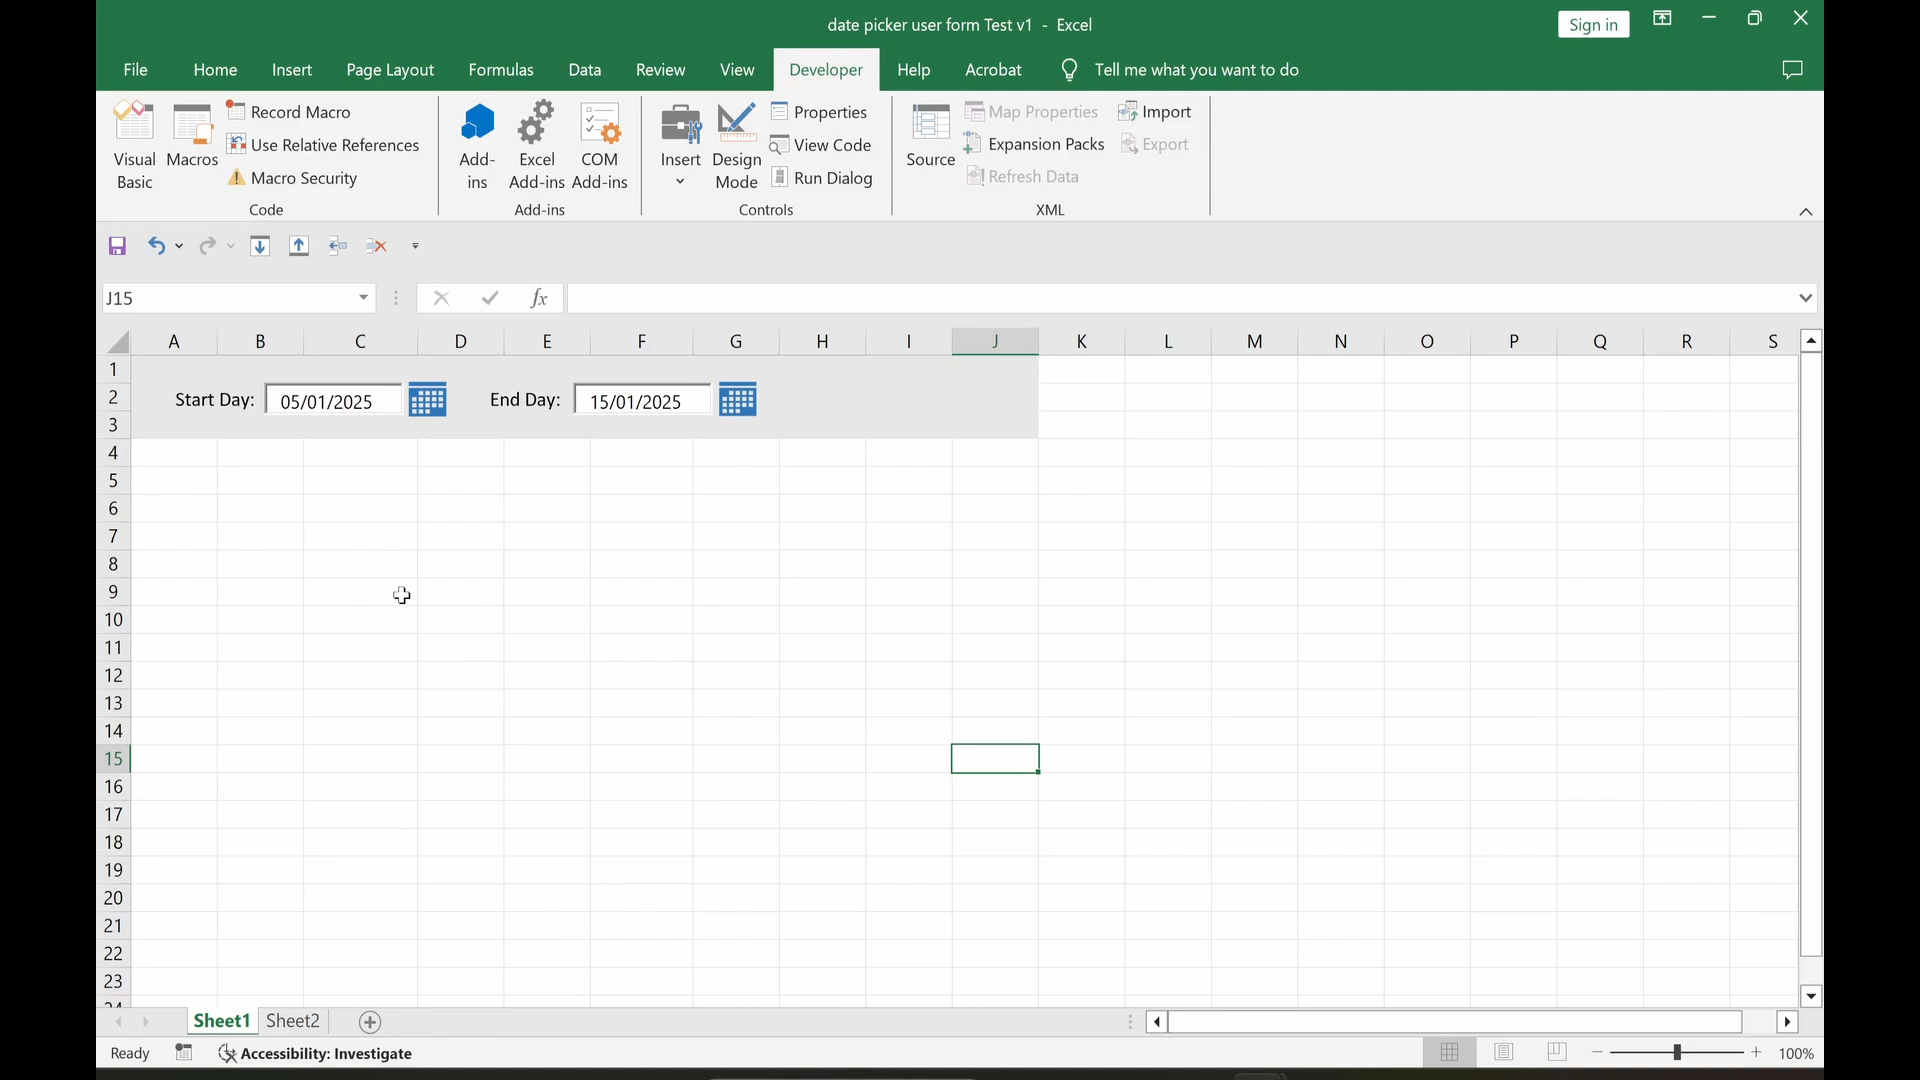 date picker user form Test v1 - Excel
Sign in
File Home Insert Page Layout Formulas Data Review View Developer Help Acrobat Tell me what you want to do
Visual Basic
Macros
Record Macro
Use Relative References
Macro Security
Code
Add-ins
Excel Add-ins
COM Add-ins
Add-ins
Insert
Design Mode
Properties
View Code
Run Dialog
Controls
Source
Map Properties
Expansion Packs
Refresh Data
Import
Export
XML
J15
fx
A B C D E F G H I J K L M N O P Q R S
1
2
3
Start Day: 05/01/2025 End Day: 15/01/2025
4
5
6
7
8
9
10
11
12
13
14
15
16
17
18
19
20
21
22
23
24
Sheet1 Sheet2
Ready Accessibility: Investigate 100%